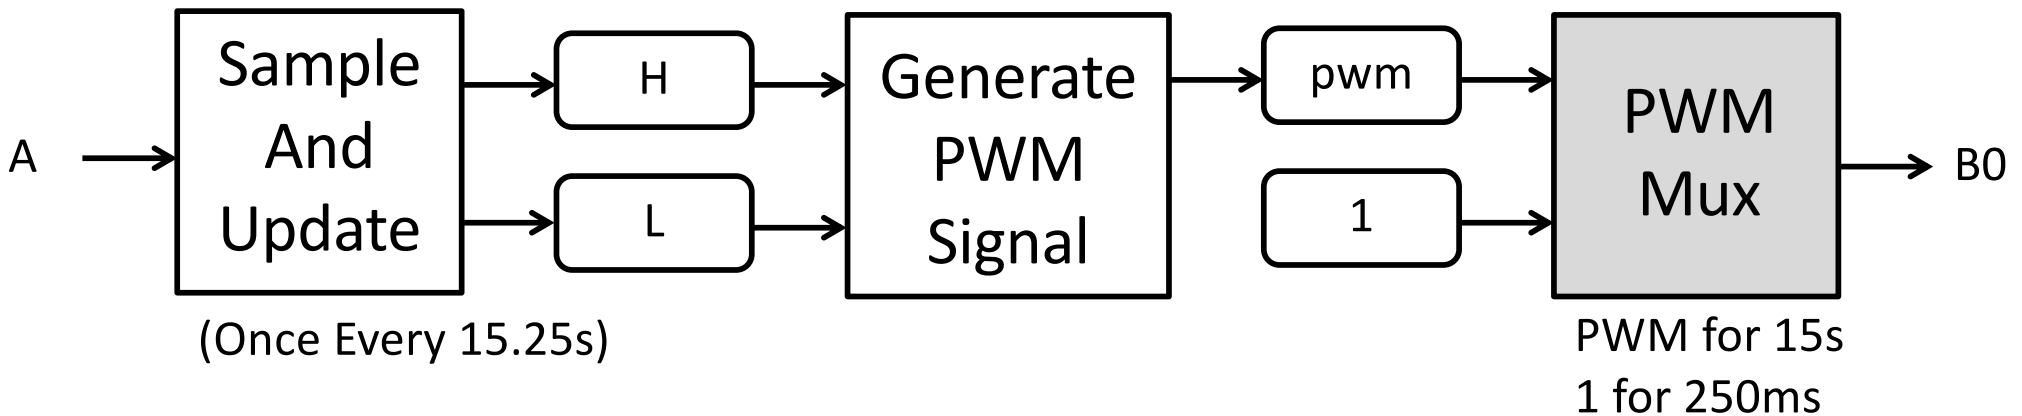 A
Sample
And
Update
(Once Every 15.25s)
H
L
Generate
PWM
Signal
pwm
1
PWM
Mux
PWM for 15s
1 for 250ms
B0